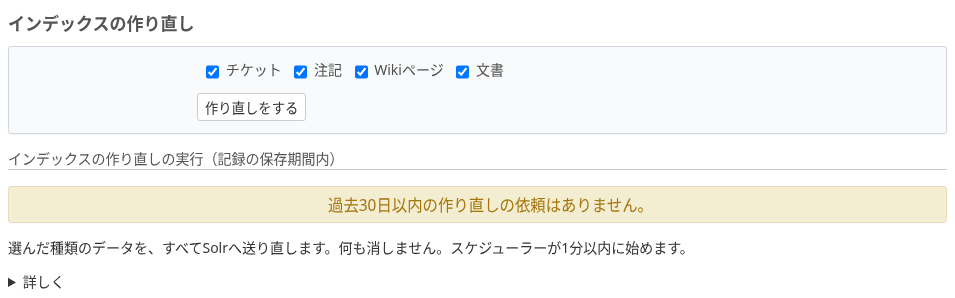 インデックスの作り直し
チケット 注記 Wikiページ 文書
作り直しをする
インデックスの作り直しの実行（記録の保存期間内）
過去30日以内の作り直しの依頼はありません。
選んだ種類のデータを、すべてSolrへ送り直します。何も消しません。スケジューラーが1分以内に始めます。
詳しく